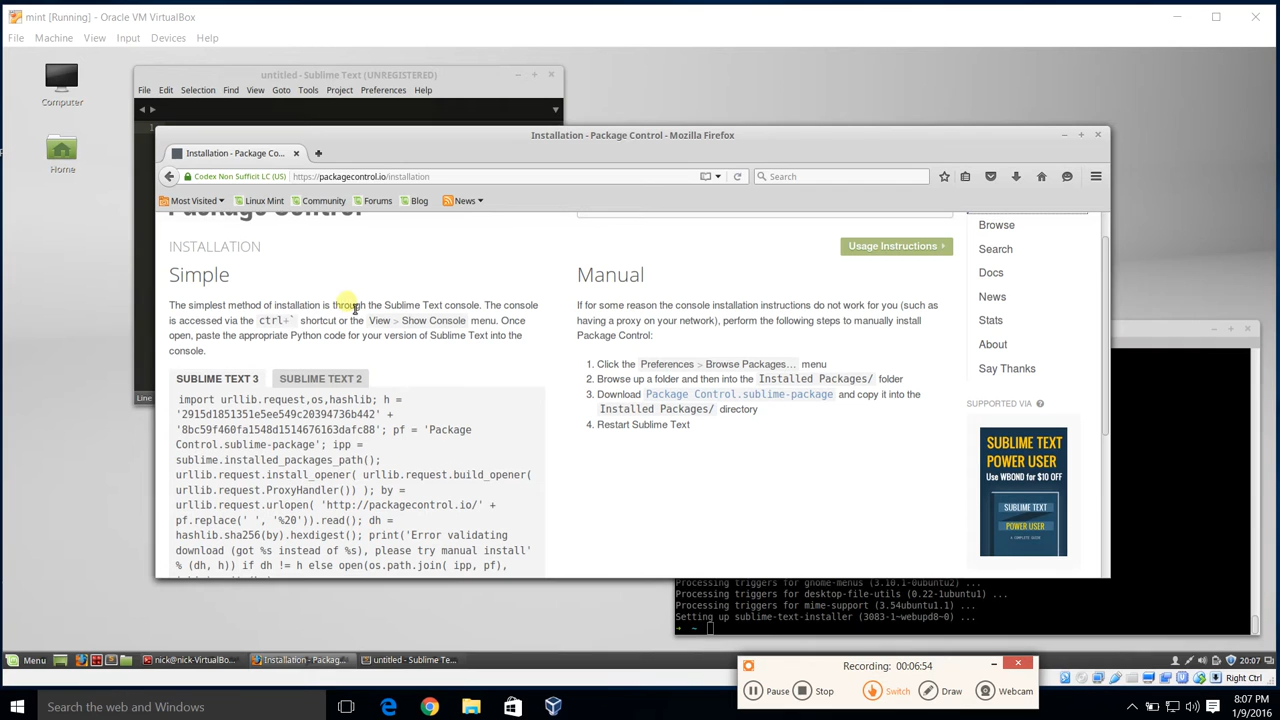 mint [Running] - Oracle VM VirtualBox
File Machine View Input Devices Help
Computer
Home
untitled - Sublime Text (UNREGISTERED)
File Edit Selection Find View Goto Tools Project Preferences Help
1
Line
Installation - Package Control - Mozilla Firefox
Installation - Package Co...
Codex Non Sufficit LC (US) https://packagecontrol.io/installation
Search
Most Visited Linux Mint Community Forums Blog News
Package Control
INSTALLATION
Usage Instructions
Simple
The simplest method of installation is through the Sublime Text console. The console
is accessed via the ctrl+` shortcut or the View > Show Console menu. Once
open, paste the appropriate Python code for your version of Sublime Text into the
console.
SUBLIME TEXT 3 SUBLIME TEXT 2
import urllib.request,os,hashlib; h =
'2915d1851351e5ee549c20394736b442' +
'8bc59f460fa1548d1514676163dafc88'; pf = 'Package
Control.sublime-package'; ipp =
sublime.installed_packages_path();
urllib.request.install_opener( urllib.request.build_opener(
urllib.request.ProxyHandler()) ); by =
urllib.request.urlopen( 'http://packagecontrol.io/' +
pf.replace(' ', '%20')).read(); dh =
hashlib.sha256(by).hexdigest(); print('Error validating
download (got %s instead of %s), please try manual install'
% (dh, h)) if dh != h else open(os.path.join( ipp, pf),
Manual
If for some reason the console installation instructions do not work for you (such as
having a proxy on your network), perform the following steps to manually install
Package Control:
1. Click the Preferences > Browse Packages… menu
2. Browse up a folder and then into the Installed Packages/ folder
3. Download Package Control.sublime-package and copy it into the
Installed Packages/ directory
4. Restart Sublime Text
Browse
Search
Docs
News
Stats
About
Say Thanks
SUPPORTED VIA
SUBLIME TEXT
POWER USER
Use WBOND for $10 OFF
SUBLIME TEXT
POWER USER
Processing triggers for gnome-menus (3.10.1-0ubuntu2) ...
Processing triggers for desktop-file-utils (0.22-1ubuntu1) ...
Processing triggers for mime-support (3.54ubuntu1.1) ...
Setting up sublime-text-installer (3083-1~webupd8~0) ...
➜ ~
Menu nick@nick-VirtualBo... Installation - Packag... untitled - Sublime Te... 20:07
Right Ctrl
Recording: 00:06:54
Pause Stop Switch Draw Webcam
Search the web and Windows
8:07 PM
1/9/2016